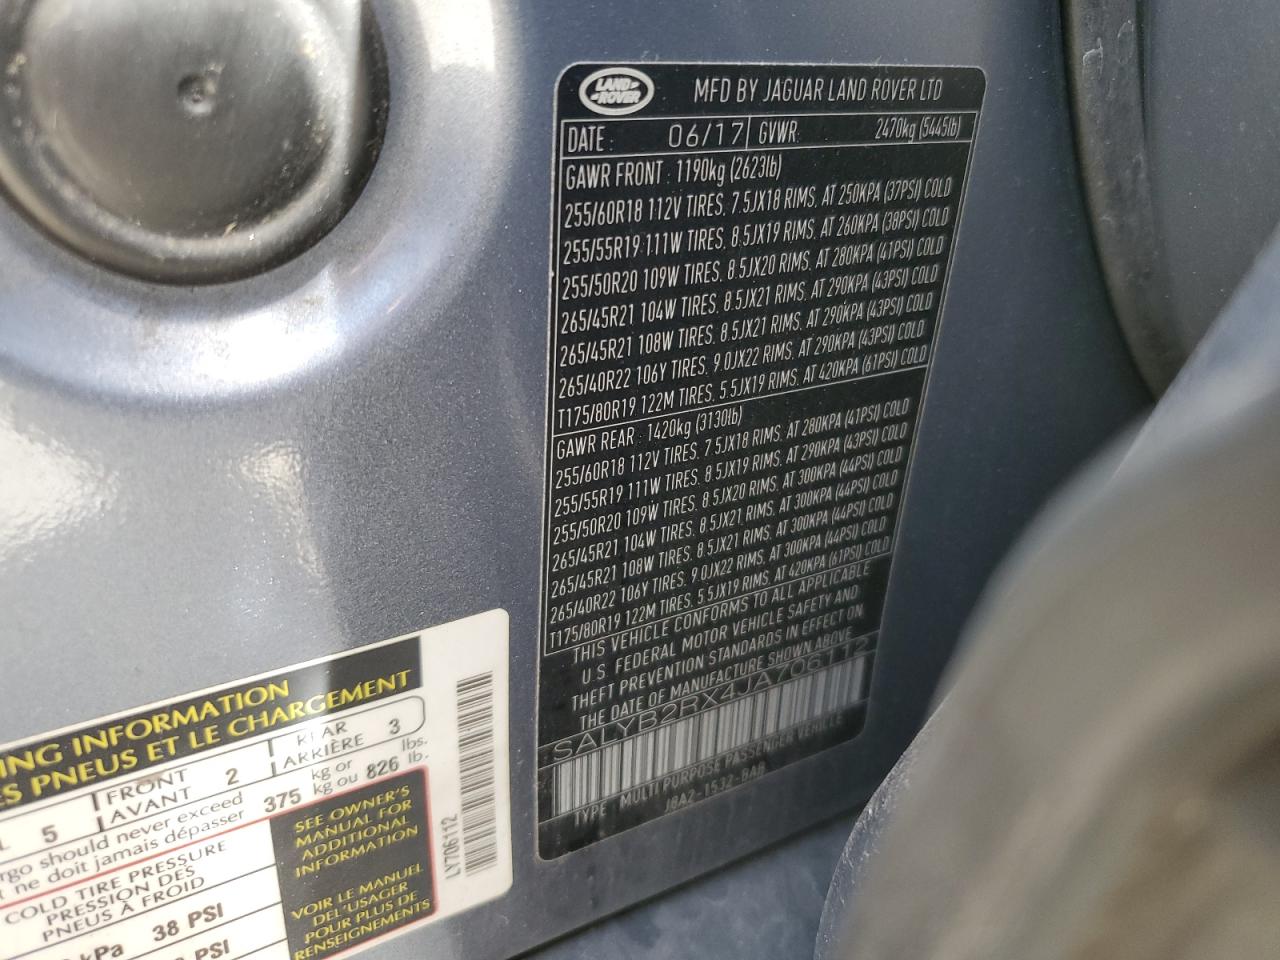 LAND ROVER
MFD BY JAGUAR LAND ROVER LTD
DATE : 06/17 GVWR: 2470kg (5445lb)
GAWR FRONT : 1190kg (2623lb)
255/60R18 112V TIRES, 7.5JX18 RIMS, AT 250KPA (37PSI) COLD
255/55R19 111W TIRES, 8.5JX19 RIMS, AT 260KPA (38PSI) COLD
255/50R20 109W TIRES, 8.5JX20 RIMS, AT 280KPA (41PSI) COLD
265/45R21 104W TIRES, 8.5JX21 RIMS, AT 290KPA (43PSI) COLD
265/45R21 108W TIRES, 8.5JX21 RIMS, AT 290KPA (43PSI) COLD
265/40R22 106Y TIRES, 9.0JX22 RIMS, AT 290KPA (43PSI) COLD
T175/80R19 122M TIRES, 5.5JX19 RIMS, AT 420KPA (61PSI) COLD
GAWR REAR : 1420kg (3130lb)
255/60R18 112V TIRES, 7.5JX18 RIMS, AT 280KPA (41PSI) COLD
255/55R19 111W TIRES, 8.5JX19 RIMS, AT 290KPA (43PSI) COLD
255/50R20 109W TIRES, 8.5JX20 RIMS, AT 300KPA (44PSI) COLD
265/45R21 104W TIRES, 8.5JX21 RIMS, AT 300KPA (44PSI) COLD
265/45R21 108W TIRES, 8.5JX21 RIMS, AT 300KPA (44PSI) COLD
265/40R22 106Y TIRES, 9.0JX22 RIMS, AT 300KPA (44PSI) COLD
T175/80R19 122M TIRES, 5.5JX19 RIMS, AT 420KPA (61PSI) COLD
THIS VEHICLE CONFORMS TO ALL APPLICABLE
U.S. FEDERAL MOTOR VEHICLE SAFETY AND
THEFT PREVENTION STANDARDS IN EFFECT ON
THE DATE OF MANUFACTURE SHOWN ABOVE
SALYB2RX4JA706112
TYPE : MULTI PURPOSE PASSENGER VEHICLE
J8A2-1532-BAB
ING INFORMATION
ES PNEUS ET LE CHARGEMENT
L 5 FRONT AVANT 2 REAR ARRIÈRE 3
rgo should never exceed 375 kg or 826 lbs.
t ne doit jamais dépasser kg ou lb.
COLD TIRE PRESSURE
PRESSION DES
PNEUS À FROID
kPa 38 PSI
PSI
SEE OWNER'S
MANUAL FOR
ADDITIONAL
INFORMATION
VOIR LE MANUEL
DEL'USAGER
POUR PLUS DE
RENSEIGNEMENTS
LY706112